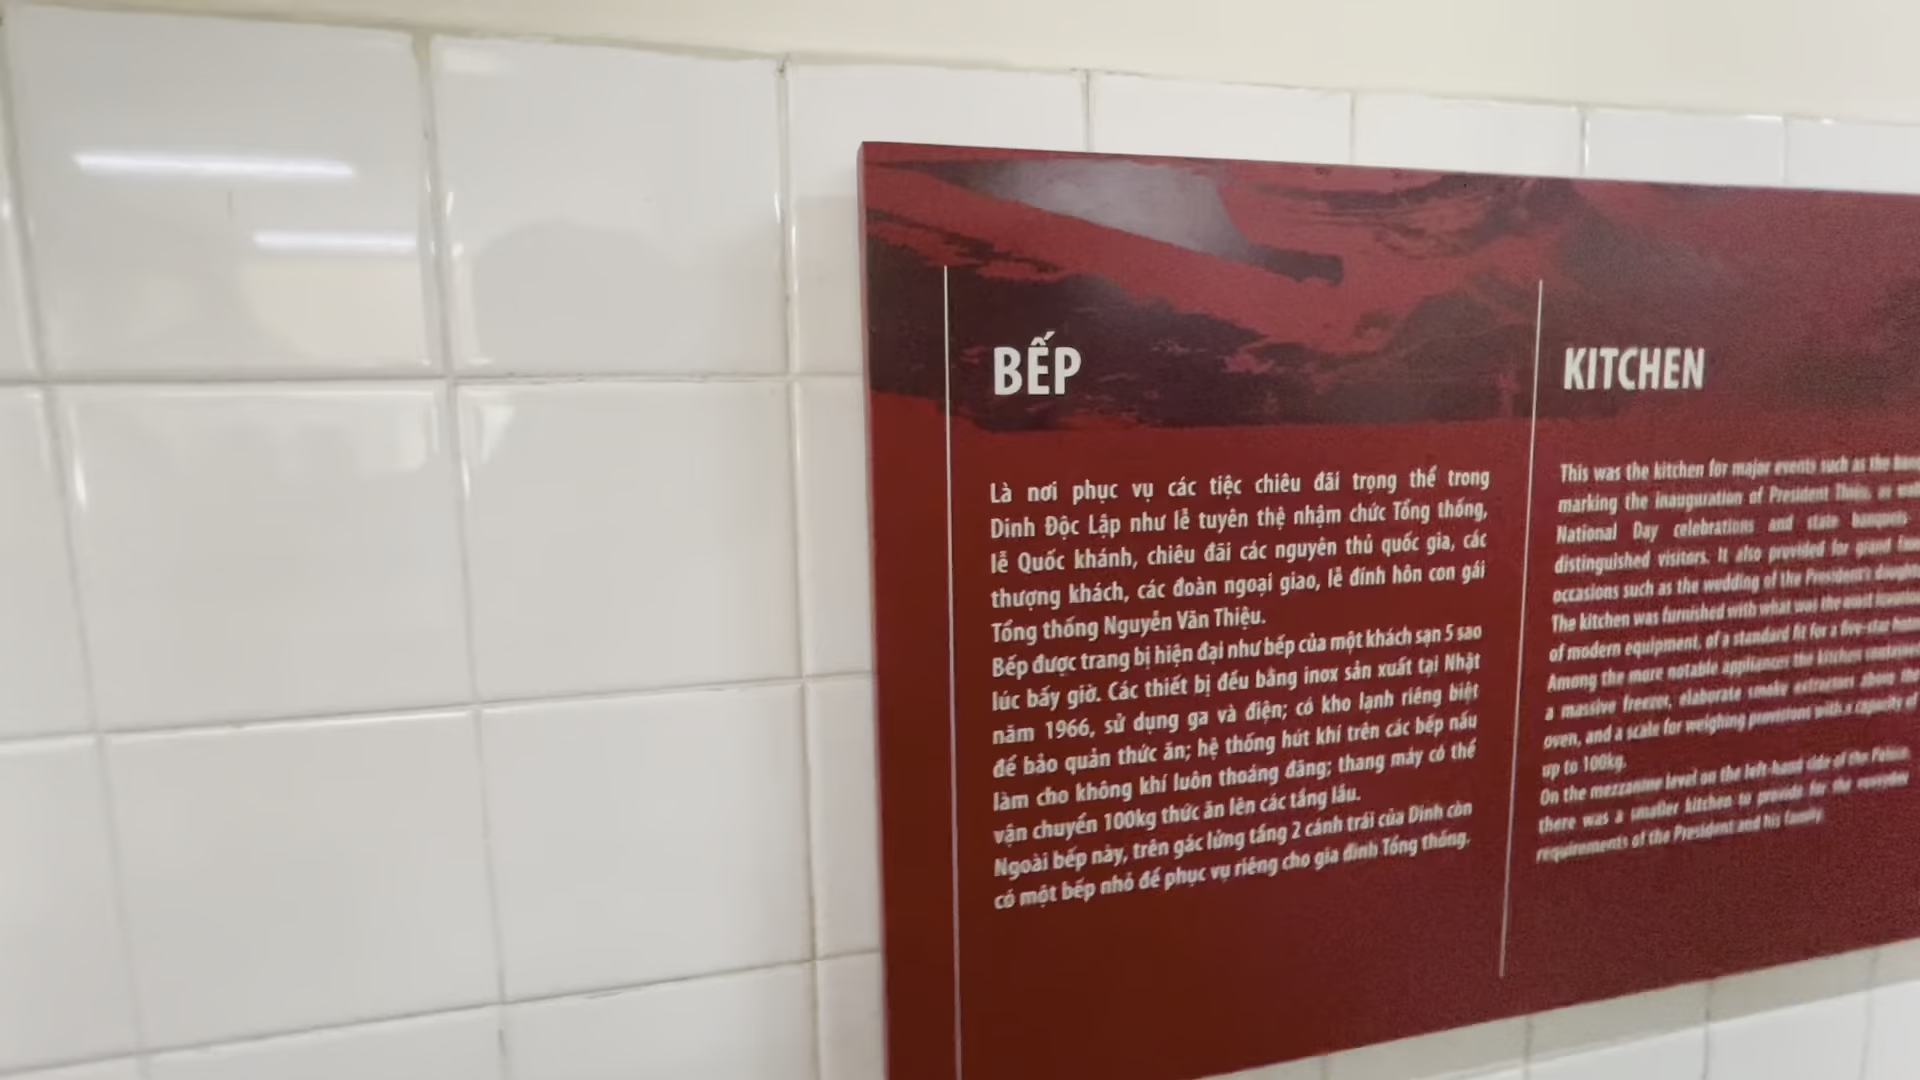 BẾP
Là nơi phục vụ các tiệc chiêu đãi trọng thể trong
Dinh Độc Lập như lễ tuyên thệ nhậm chức Tổng thống,
lễ Quốc khánh, chiêu đãi các nguyên thủ quốc gia, các
thượng khách, các đoàn ngoại giao, lễ đính hôn con gái
Tổng thống Nguyễn Văn Thiệu.
Bếp được trang bị hiện đại như bếp của một khách sạn 5 sao
lúc bấy giờ. Các thiết bị đều bằng inox sản xuất tại Nhật
năm 1966, sử dụng ga và điện; có kho lạnh riêng biệt
để bảo quản thức ăn; hệ thống hút khí trên các bếp nấu
làm cho không khí luôn thoáng đãng; thang máy có thể
vận chuyển 100kg thức ăn lên các tầng lầu.
Ngoài bếp này, trên gác lửng tầng 2 cánh trái của Dinh còn
có một bếp nhỏ để phục vụ riêng cho gia đình Tổng thống.
KITCHEN
This was the kitchen for major events such as the
marking the inauguration of President Thiệu, as
National Day celebrations and state banquets
distinguished visitors. It also provided for grand
occasions such as the wedding of the President's
The kitchen was furnished with what was the most
of modern equipment, of a standard fit for a five-star
Among the more notable appliances the kitchen
a massive freezer, elaborate smoke extractors above the
oven, and a scale for weighing provisions with a capacity of
up to 100kg.
On the mezzanine level on the left-hand side of the Palace
there was a smaller kitchen to provide for the everyday
requirements of the President and his family.